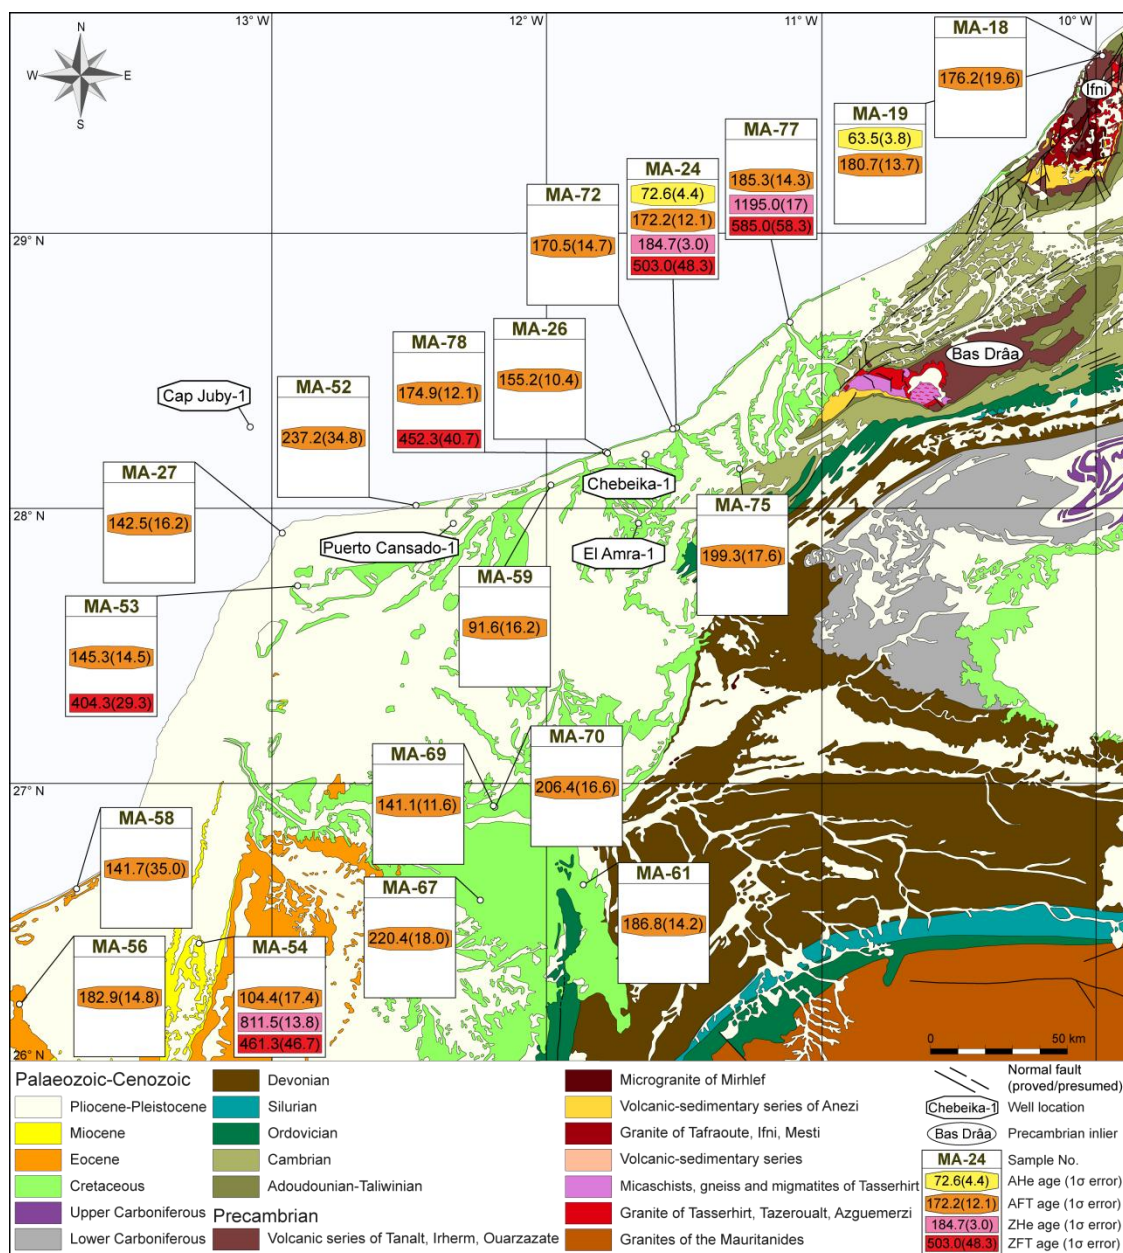 13° W
12° W
11° W
10° W
N
W
E
S
MA-18
176.2(19.6)
Ifni
MA-19
63.5(3.8)
180.7(13.7)
MA-77
185.3(14.3)
1195.0(17)
585.0(58.3)
MA-24
72.6(4.4)
172.2(12.1)
184.7(3.0)
503.0(48.3)
MA-72
170.5(14.7)
29° N
MA-26
155.2(10.4)
MA-78
174.9(12.1)
452.3(40.7)
Bas Drâa
MA-52
237.2(34.8)
Cap Juby-1
MA-27
142.5(16.2)
Chebeika-1
28° N
MA-75
199.3(17.6)
Puerto Cansado-1
El Amra-1
MA-59
91.6(16.2)
MA-53
145.3(14.5)
404.3(29.3)
MA-70
206.4(16.6)
MA-69
141.1(11.6)
27° N
MA-58
141.7(35.0)
MA-67
220.4(18.0)
MA-61
186.8(14.2)
MA-56
182.9(14.8)
MA-54
104.4(17.4)
811.5(13.8)
461.3(46.7)
26° N
0
50 km
Palaeozoic-Cenozoic
Pliocene-Pleistocene
Miocene
Eocene
Cretaceous
Upper Carboniferous
Lower Carboniferous
Devonian
Silurian
Ordovician
Cambrian
Adoudounian-Taliwinian
Precambrian
Volcanic series of Tanalt, Irherm, Ouarzazate
Microgranite of Mirhlef
Volcanic-sedimentary series of Anezi
Granite of Tafraoute, Ifni, Mesti
Volcanic-sedimentary series
Micaschists, gneiss and migmatites of Tasserhirt
Granite of Tasserhirt, Tazeroualt, Azguemerzi
Granites of the Mauritanides
Normal fault
(proved/presumed)
Chebeika-1
Well location
Bas Drâa
Precambrian inlier
MA-24
Sample No.
72.6(4.4)
AHe age (1σ error)
172.2(12.1)
AFT age (1σ error)
184.7(3.0)
ZHe age (1σ error)
503.0(48.3)
ZFT age (1σ error)